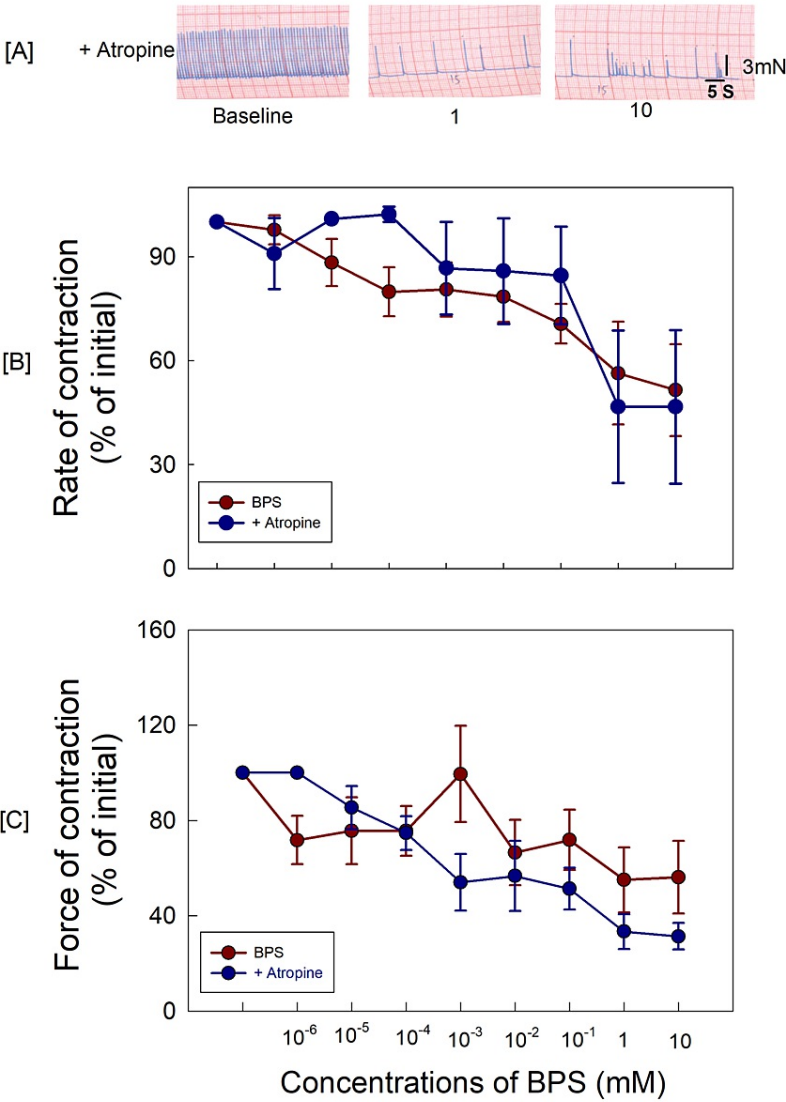 [A]
+ Atropine
15
15
3mN
5 S
Baseline
1
10
[B]
Rate of contraction
(% of initial)
90
60
30
0
BPS
+ Atropine
[C]
Force of contraction
(% of initial)
160
120
80
40
0
BPS
+ Atropine
10⁻⁶ 10⁻⁵ 10⁻⁴ 10⁻³ 10⁻² 10⁻¹ 1 10
Concentrations of BPS (mM)